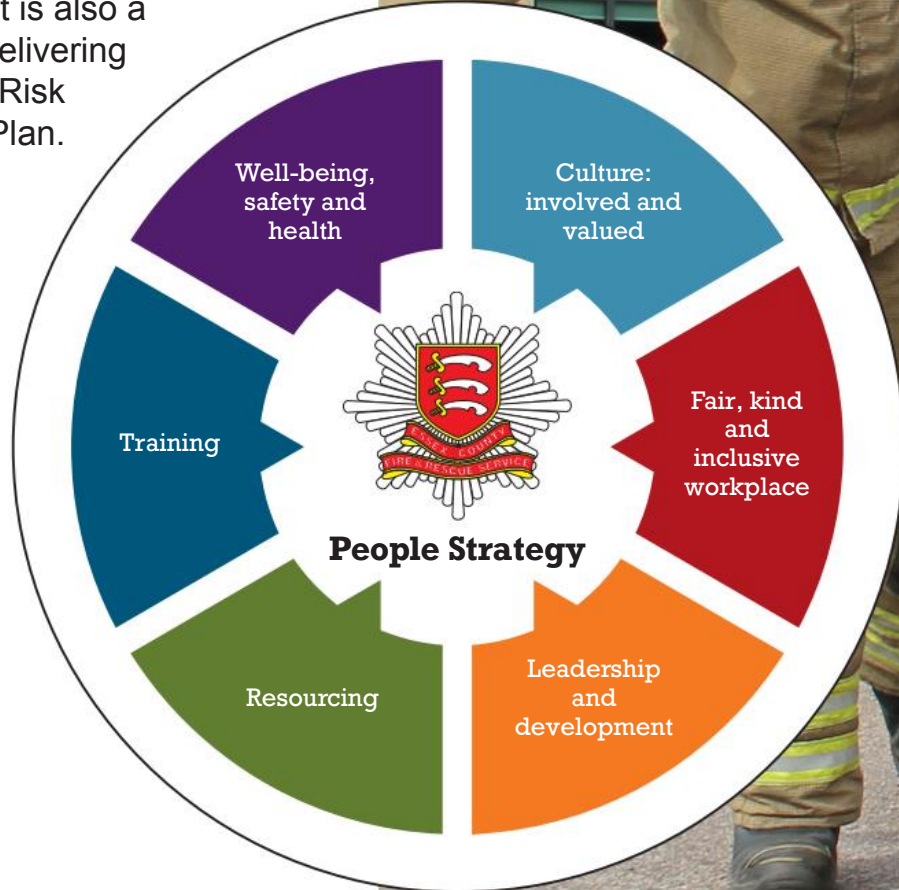 t is also a
elivering
Risk
Plan.
Well-being,
safety and
health
Culture:
involved and
valued
Training
Fair, kind
and
inclusive
workplace
ESSEX COUNTY
FIRE & RESCUE SERVICE
People Strategy
Resourcing
Leadership
and
development